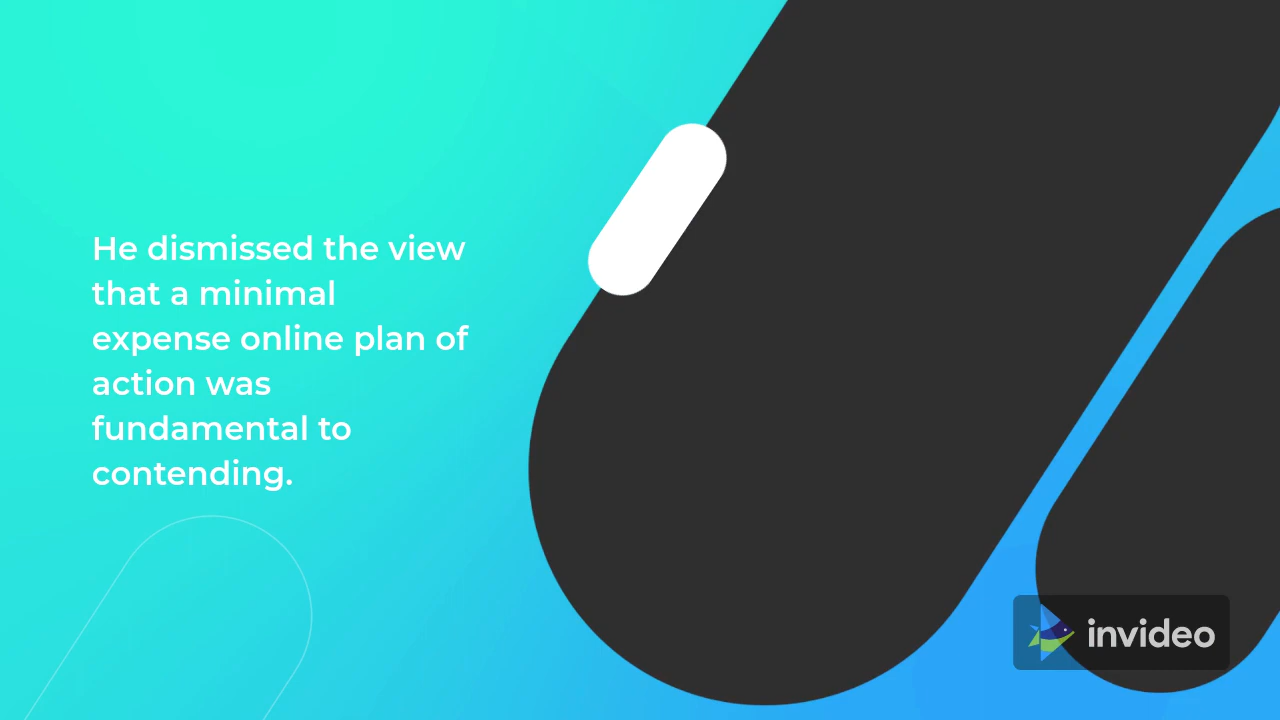 He dismissed the view
that a minimal
expense online plan of
action was
fundamental to
contending.
invideo